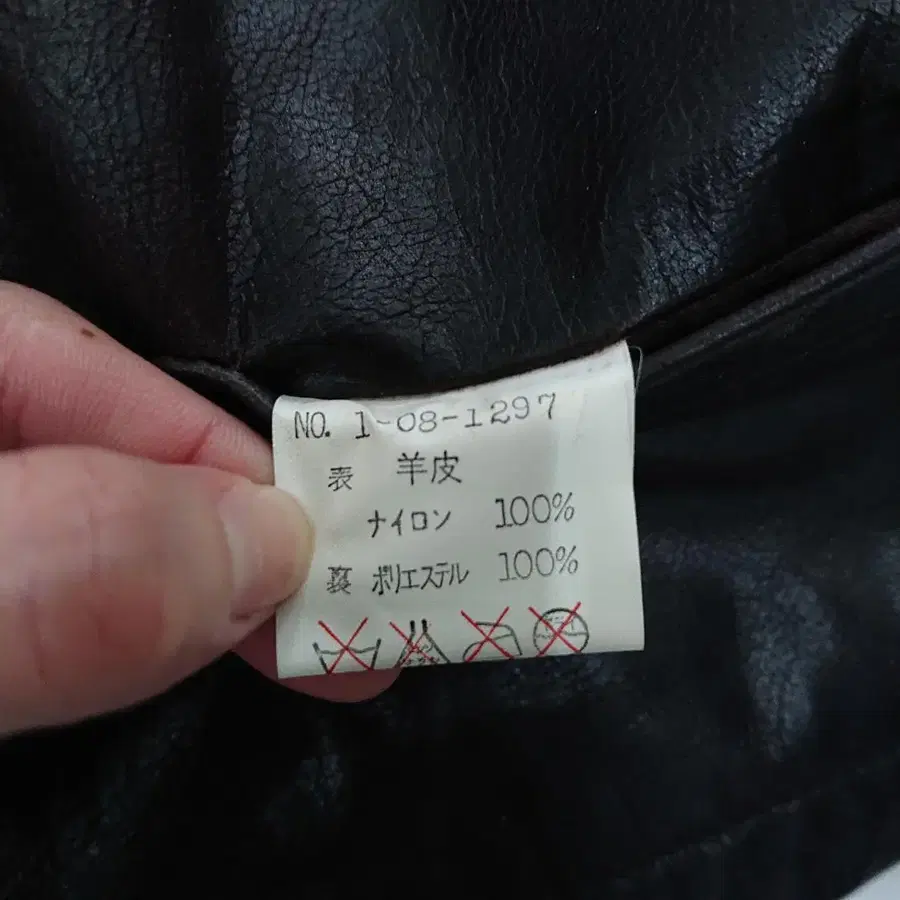 NO. 1-08-1297
表 羊皮
ナイロン 100%
裏 ポリエステル 100%